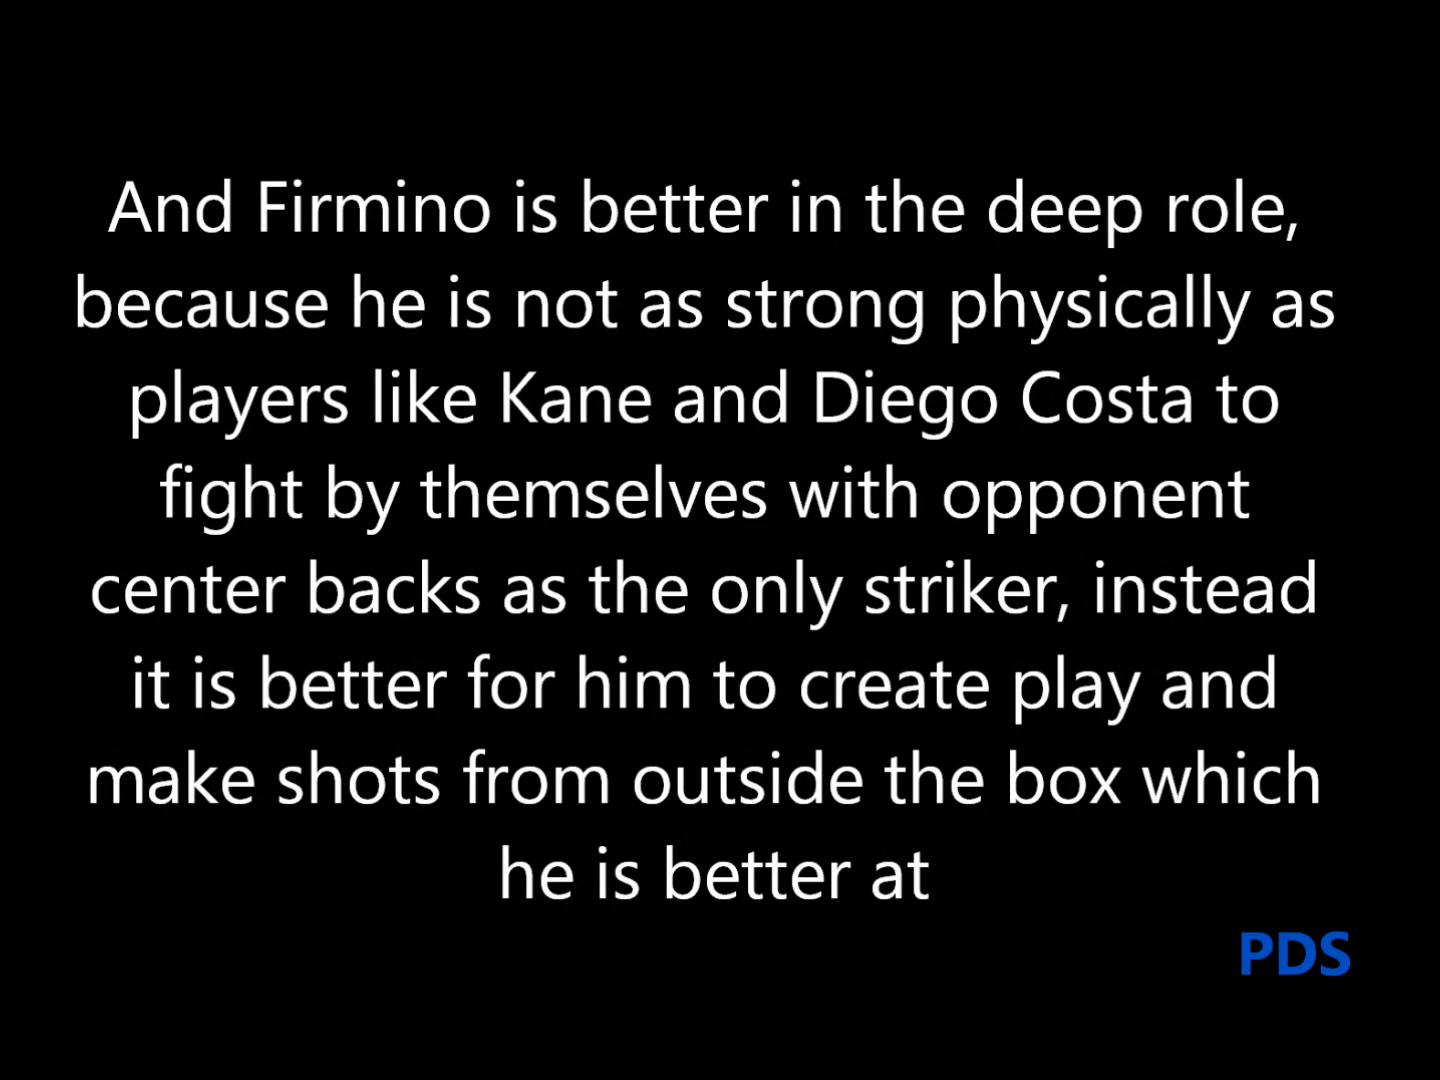 And Firmino is better in the deep role,
because he is not as strong physically as
players like Kane and Diego Costa to
fight by themselves with opponent
center backs as the only striker, instead
it is better for him to create play and
make shots from outside the box which
he is better at
PDS